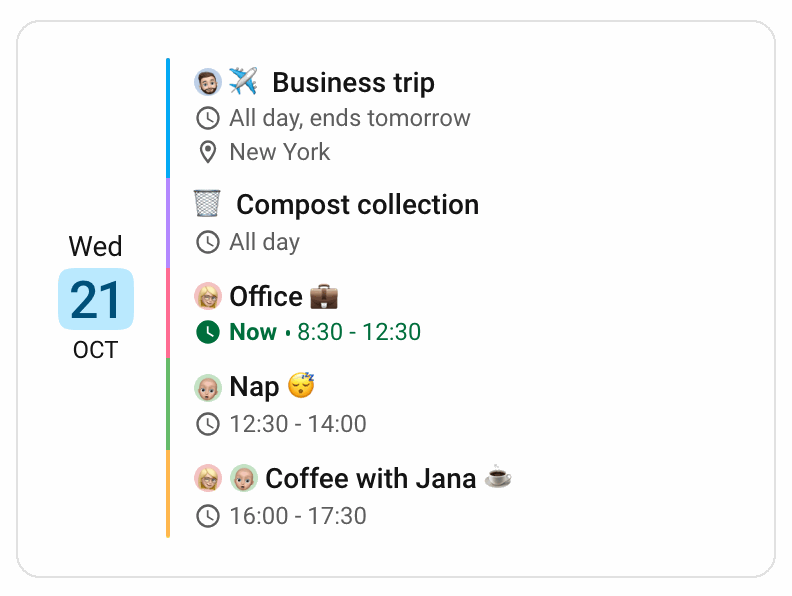 Wed
21
OCT
Business trip
All day, ends tomorrow
New York
Compost collection
All day
Office
Now • 8:30 - 12:30
Nap
12:30 - 14:00
Coffee with Jana
16:00 - 17:30